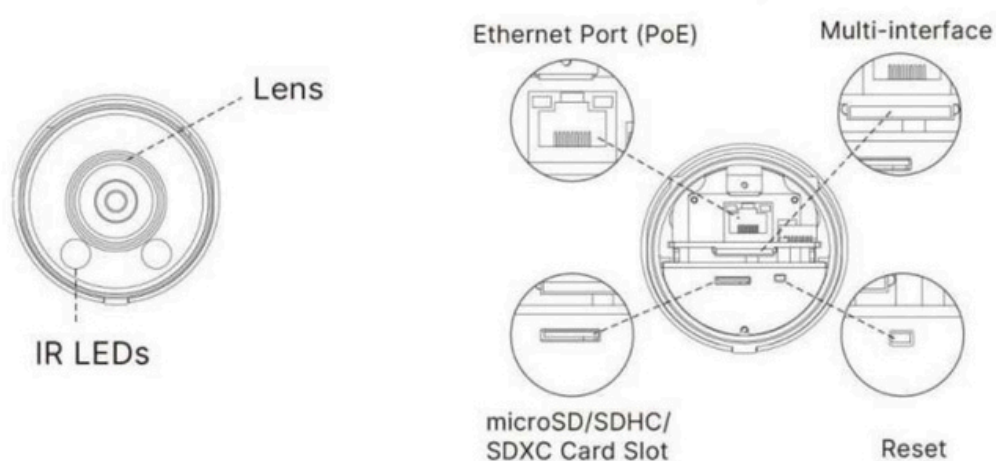 Lens
IR LEDs
Ethernet Port (PoE)
Multi-interface
microSD/SDHC/
SDXC Card Slot
Reset